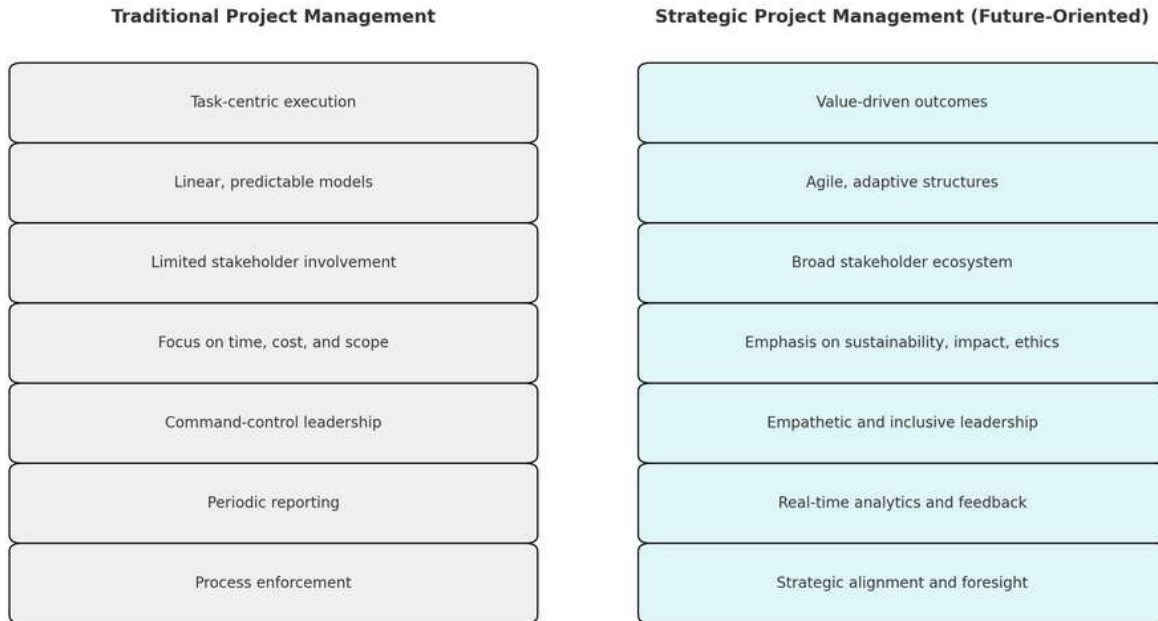 Traditional Project Management
Task-centric execution
Linear, predictable models
Limited stakeholder involvement
Focus on time, cost, and scope
Command-control leadership
Periodic reporting
Process enforcement
Strategic Project Management (Future-Oriented)
Value-driven outcomes
Agile, adaptive structures
Broad stakeholder ecosystem
Emphasis on sustainability, impact, ethics
Empathetic and inclusive leadership
Real-time analytics and feedback
Strategic alignment and foresight